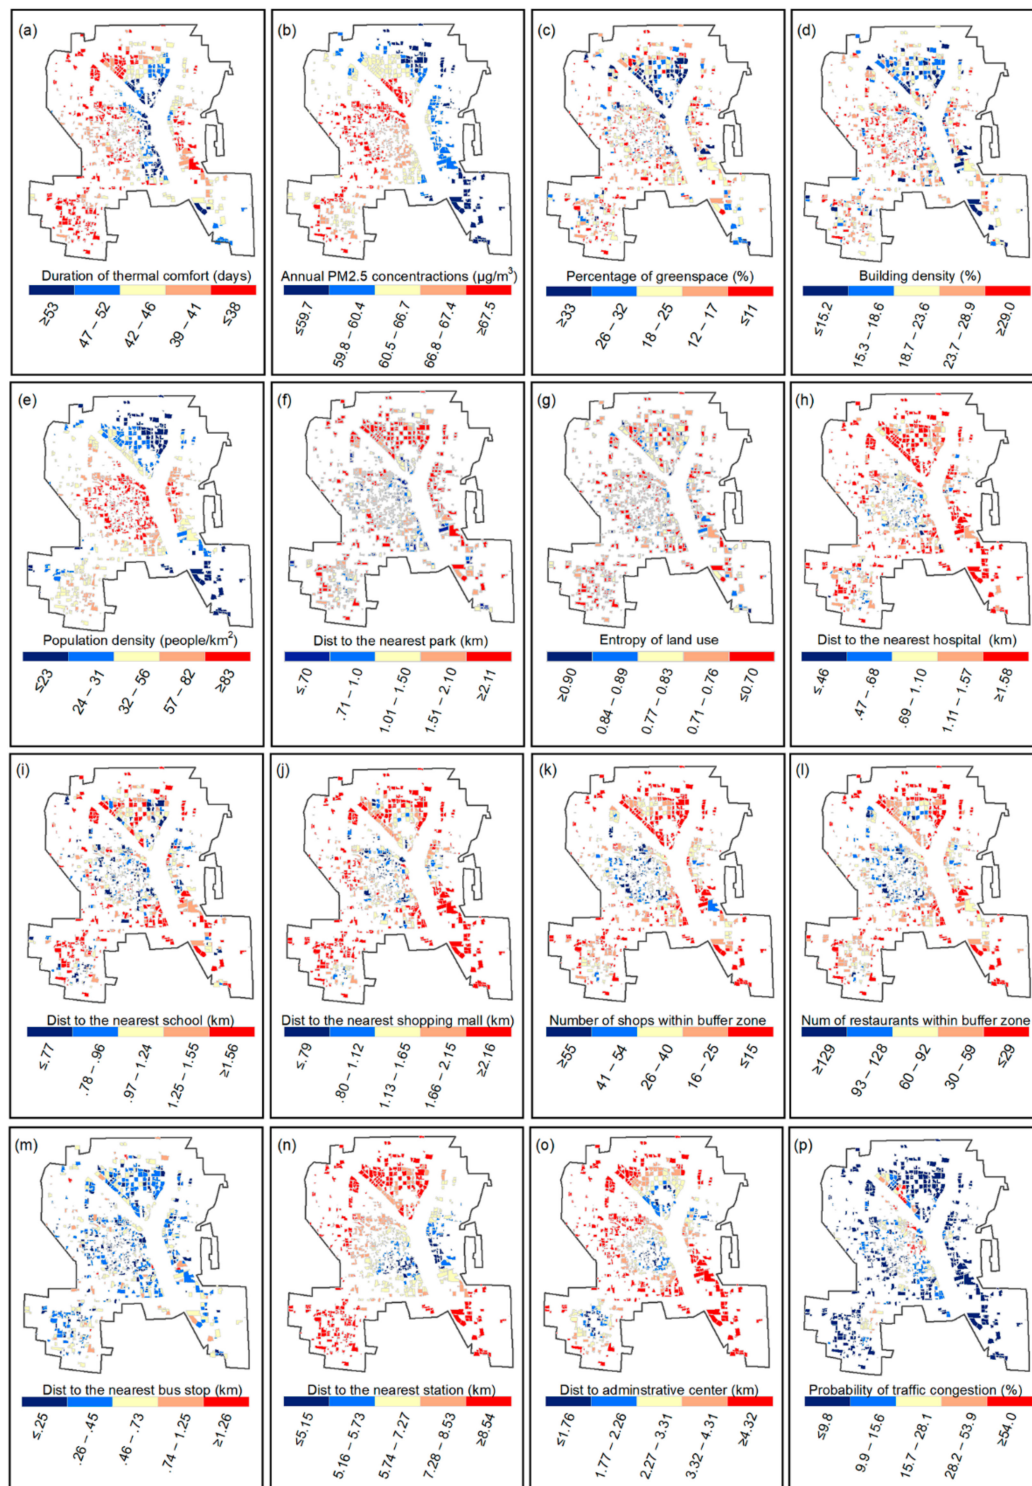 (a)
Duration of thermal comfort (days)
≥53
47 – 52
42 – 46
39 – 41
≤38
(b)
Annual PM2.5 concentractions (μg/m³)
≤59.7
59.8 – 60.4
60.5 – 66.7
66.8 – 67.4
≥67.5
(c)
Percentage of greenspace (%)
≥33
26 – 32
18 – 25
12 – 17
≤11
(d)
Building density (%)
≤15.2
15.3 – 18.6
18.7 – 23.6
23.7 – 28.9
≥29.0
(e)
Population density (people/km²)
≤23
24 – 31
32 – 56
57 – 82
≥83
(f)
Dist to the nearest park (km)
≤.70
.71 – 1.0
1.01 – 1.50
1.51 – 2.10
≥2.11
(g)
Entropy of land use
≥0.90
0.84 – 0.89
0.77 – 0.83
0.71 – 0.76
≤0.70
(h)
Dist to the nearest hospital (km)
≤.46
.47 – .68
.69 – 1.10
1.11 – 1.57
≥1.58
(i)
Dist to the nearest school (km)
≤.77
.78 – .96
.97 – 1.24
1.25 – 1.55
≥1.56
(j)
Dist to the nearest shopping mall (km)
≤.79
.80 – 1.12
1.13 – 1.65
1.66 – 2.15
≥2.16
(k)
Number of shops within buffer zone
≥55
41 – 54
26 – 40
16 – 25
≤15
(l)
Num of restaurants within buffer zone
≥129
93 – 128
60 – 92
30 – 59
≤29
(m)
Dist to the nearest bus stop (km)
≤.25
.26 – .45
.46 – .73
.74 – 1.25
≥1.26
(n)
Dist to the nearest station (km)
≤5.15
5.16 – 5.73
5.74 – 7.27
7.28 – 8.53
≥8.54
(o)
Dist to adminstrative center (km)
≤1.76
1.77 – 2.26
2.27 – 3.31
3.32 – 4.31
≥4.32
(p)
Probability of traffic congestion (%)
≤9.8
9.9 – 15.6
15.7 – 28.1
28.2 – 53.9
≥54.0